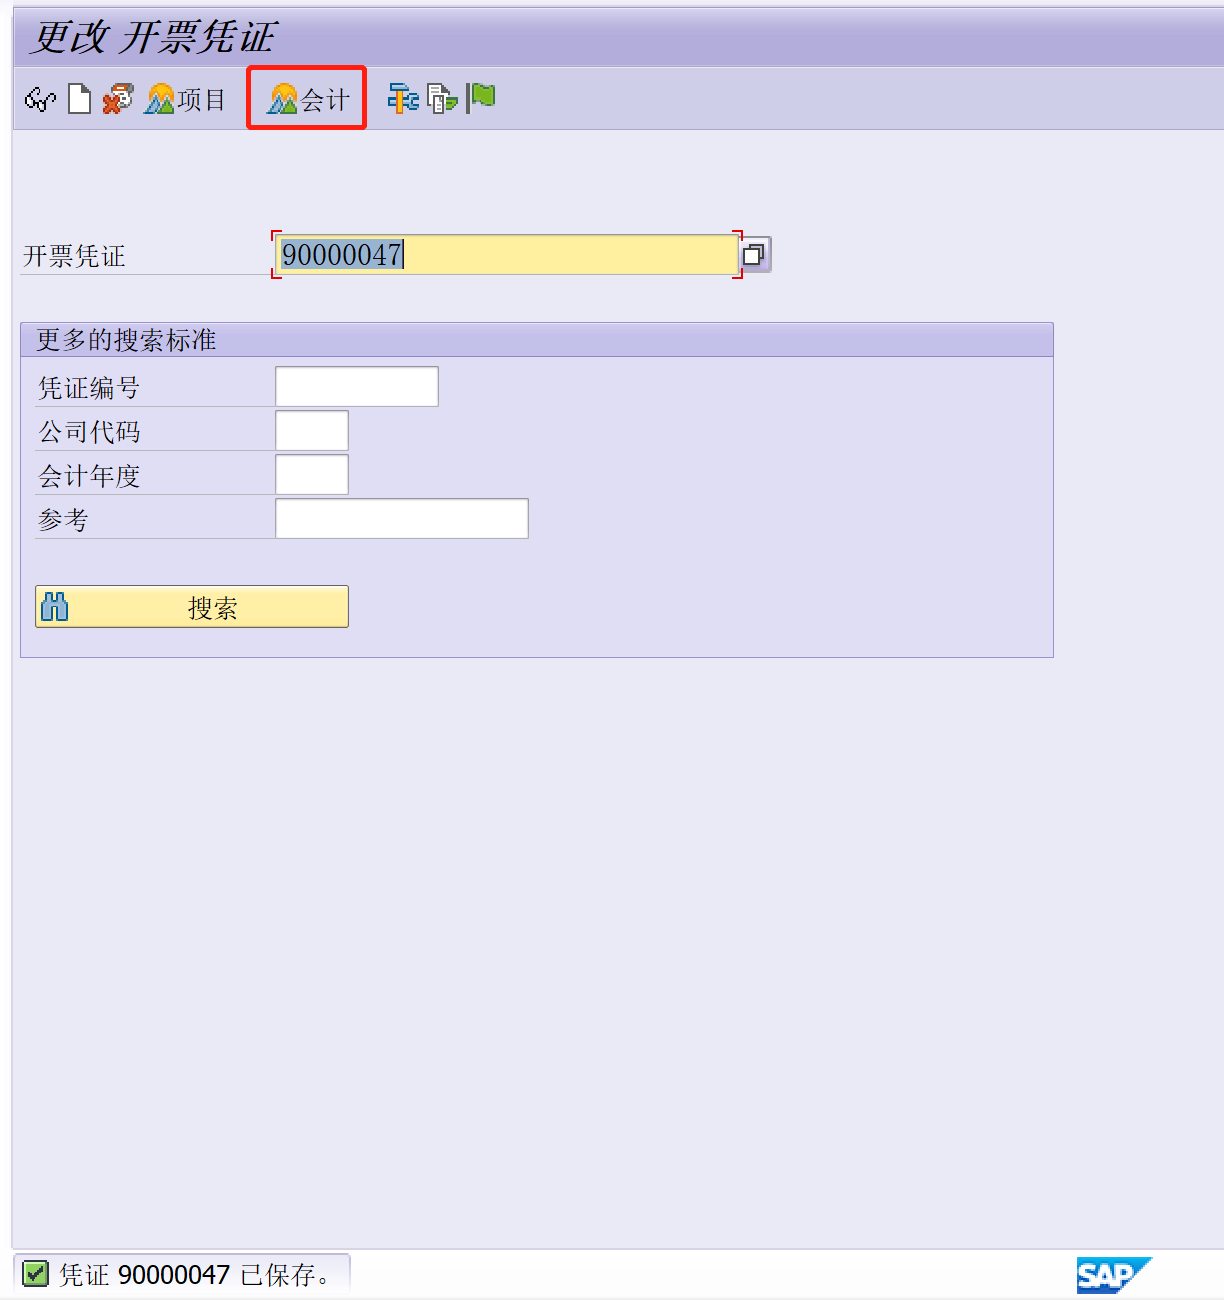 更改 开票凭证
项目 会计
开票凭证 90000047
更多的搜索标准
凭证编号
公司代码
会计年度
参考
搜索
凭证 90000047 已保存。
SAP